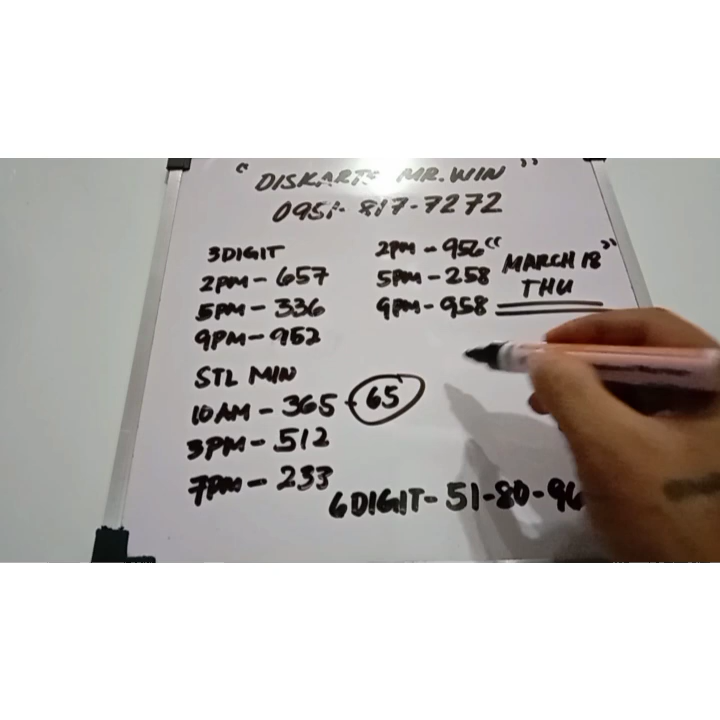 "DISKARTE MR. WIN"
0951-817-7272
3DIGIT
2PM - 657
5PM - 336
9PM - 952
2PM - 956
5PM - 258
9PM - 958
"MARCH 18"
THU
STL MIN
10AM - 365 - 65
3PM - 512
7PM - 233
6DIGIT - 51-80-96